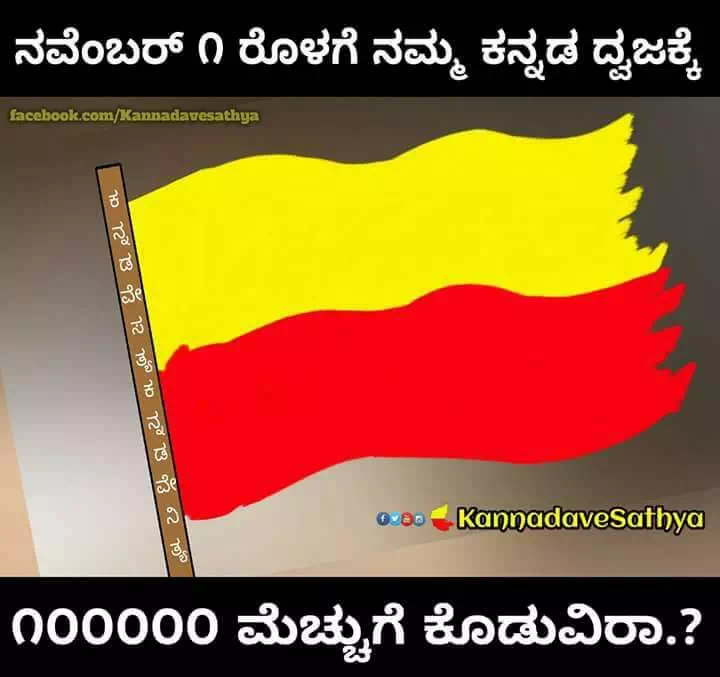 ನವೆಂಬರ್ ೧ ರೊಳಗೆ ನಮ್ಮ ಕನ್ನಡ ದ್ವಜಕ್ಕೆ
facebook.com/Kannadavesathya
ಕನ್ನಡವೇ ಸತ್ಯ ಕನ್ನಡವೇ ನಿತ್ಯ
KannadaveSathya
೧೦೦೦೦೦ ಮೆಚ್ಚುಗೆ ಕೊಡುವಿರಾ.?